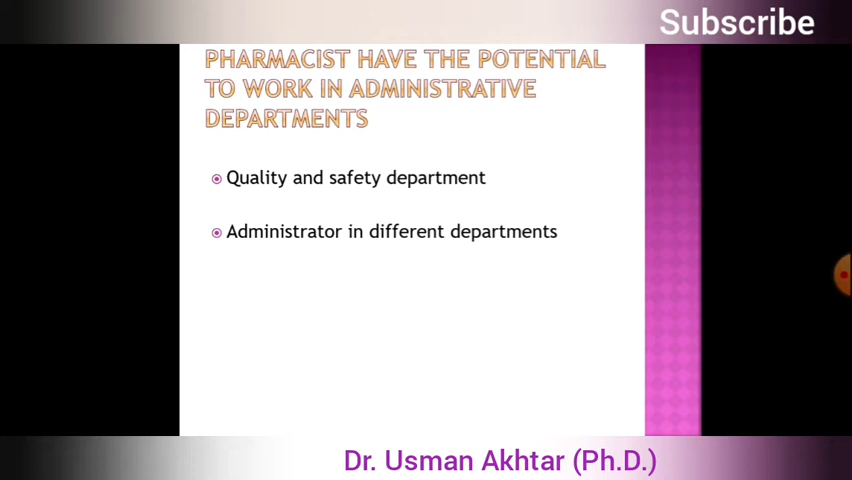 Subscribe
PHARMACIST HAVE THE POTENTIAL
TO WORK IN ADMINISTRATIVE
DEPARTMENTS
Quality and safety department
Administrator in different departments
Dr. Usman Akhtar (Ph.D.)